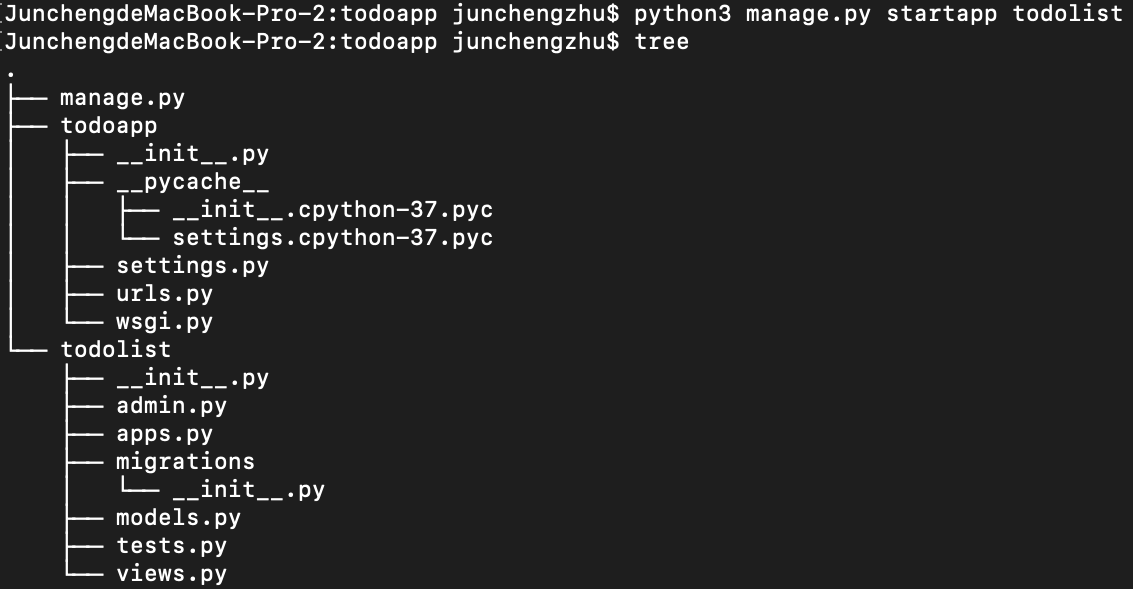 [JunchengdeMacBook-Pro-2:todoapp junchengzhu$ python3 manage.py startapp todolist
[JunchengdeMacBook-Pro-2:todoapp junchengzhu$ tree
.
├── manage.py
├── todoapp
│   ├── __init__.py
│   ├── __pycache__
│   │   ├── __init__.cpython-37.pyc
│   │   └── settings.cpython-37.pyc
│   ├── settings.py
│   ├── urls.py
│   └── wsgi.py
└── todolist
    ├── __init__.py
    ├── admin.py
    ├── apps.py
    ├── migrations
    │   └── __init__.py
    ├── models.py
    ├── tests.py
    └── views.py